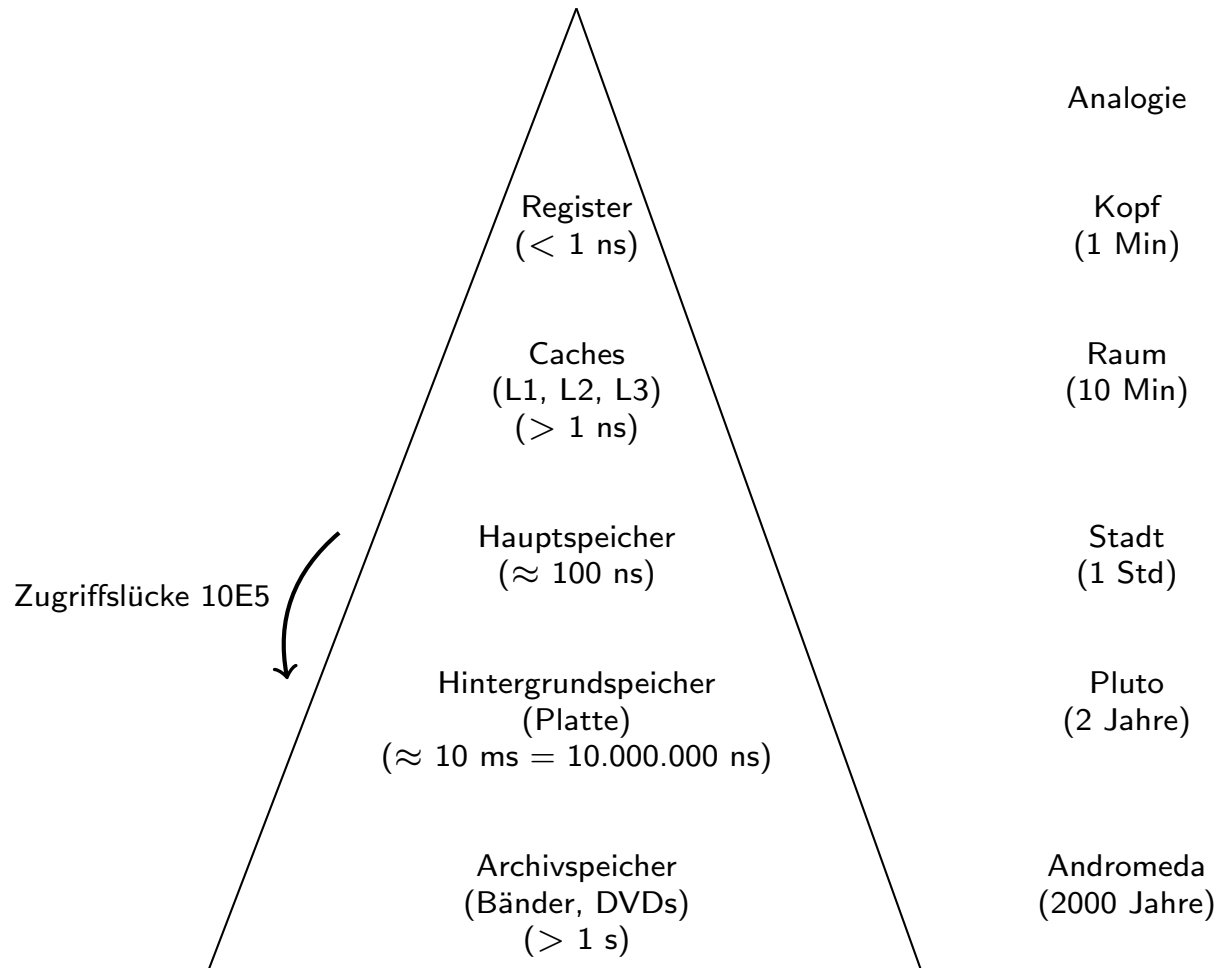 Analogie
Register
(< 1 ns)
Kopf
(1 Min)
Caches
(L1, L2, L3)
(> 1 ns)
Raum
(10 Min)
Hauptspeicher
(≈ 100 ns)
Stadt
(1 Std)
Zugriffslücke 10E5
Hintergrundspeicher
(Platte)
(≈ 10 ms = 10.000.000 ns)
Pluto
(2 Jahre)
Archivspeicher
(Bänder, DVDs)
(> 1 s)
Andromeda
(2000 Jahre)